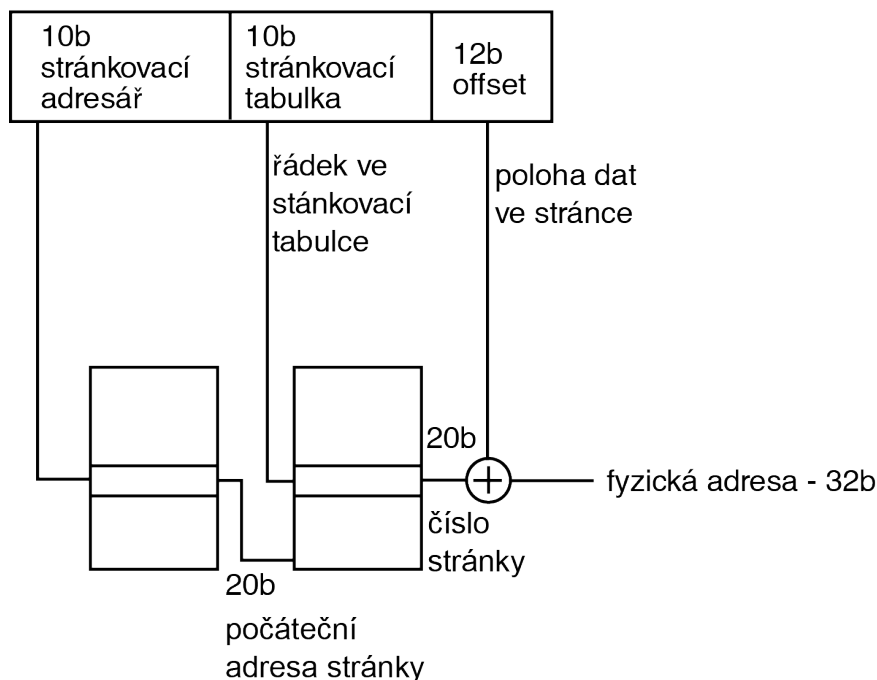 10b
stránkovací
adresář
10b
stránkovací
tabulka
12b
offset
řádek ve
stánkovací
tabulce
poloha dat
ve stránce
20b
číslo
stránky
fyzická adresa - 32b
20b
počáteční
adresa stránky